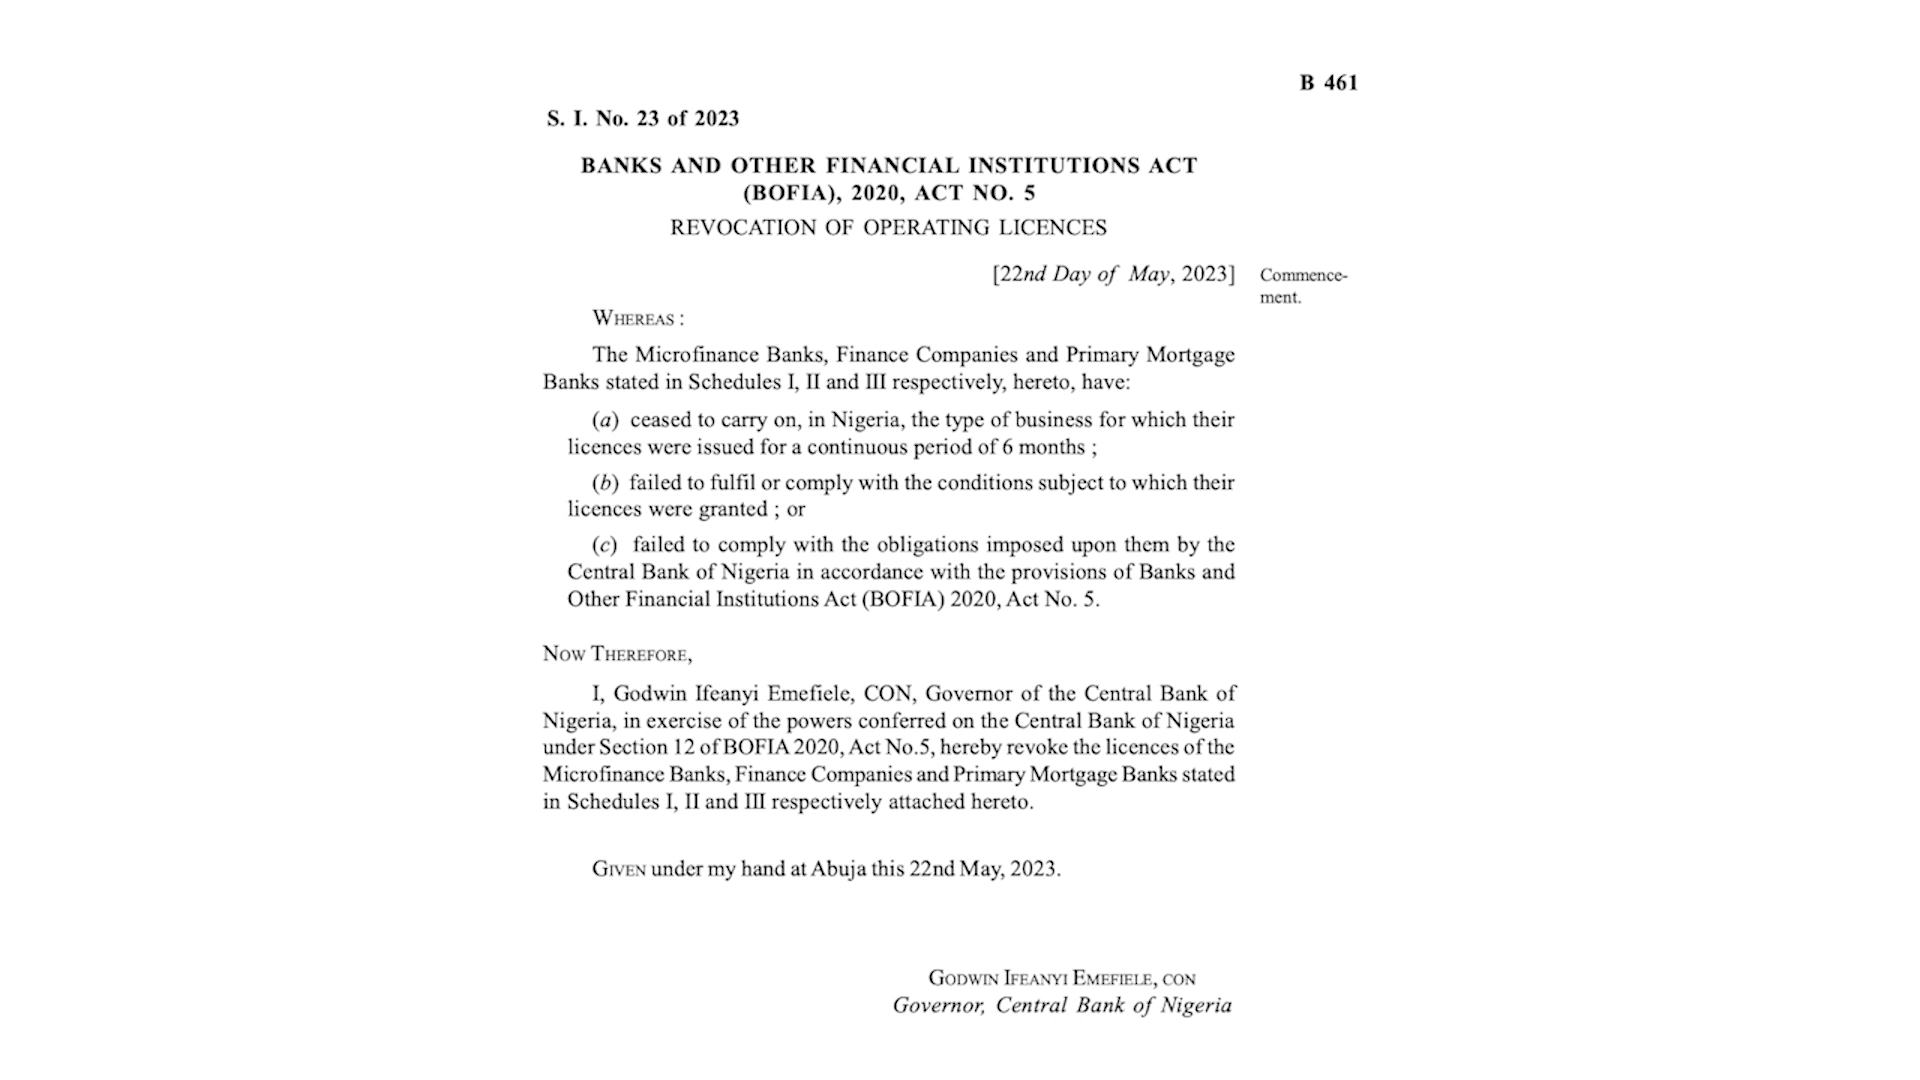 B 461
S. I. No. 23 of 2023
BANKS AND OTHER FINANCIAL INSTITUTIONS ACT
(BOFIA), 2020, ACT NO. 5
REVOCATION OF OPERATING LICENCES
[22nd Day of May, 2023]
Commence-
ment.
WHEREAS :
The Microfinance Banks, Finance Companies and Primary Mortgage
Banks stated in Schedules I, II and III respectively, hereto, have:
(a) ceased to carry on, in Nigeria, the type of business for which their
licences were issued for a continuous period of 6 months ;
(b) failed to fulfil or comply with the conditions subject to which their
licences were granted ; or
(c) failed to comply with the obligations imposed upon them by the
Central Bank of Nigeria in accordance with the provisions of Banks and
Other Financial Institutions Act (BOFIA) 2020, Act No. 5.
NOW THEREFORE,
I, Godwin Ifeanyi Emefiele, CON, Governor of the Central Bank of
Nigeria, in exercise of the powers conferred on the Central Bank of Nigeria
under Section 12 of BOFIA 2020, Act No.5, hereby revoke the licences of the
Microfinance Banks, Finance Companies and Primary Mortgage Banks stated
in Schedules I, II and III respectively attached hereto.
GIVEN under my hand at Abuja this 22nd May, 2023.
GODWIN IFEANYI EMEFIELE, CON
Governor, Central Bank of Nigeria